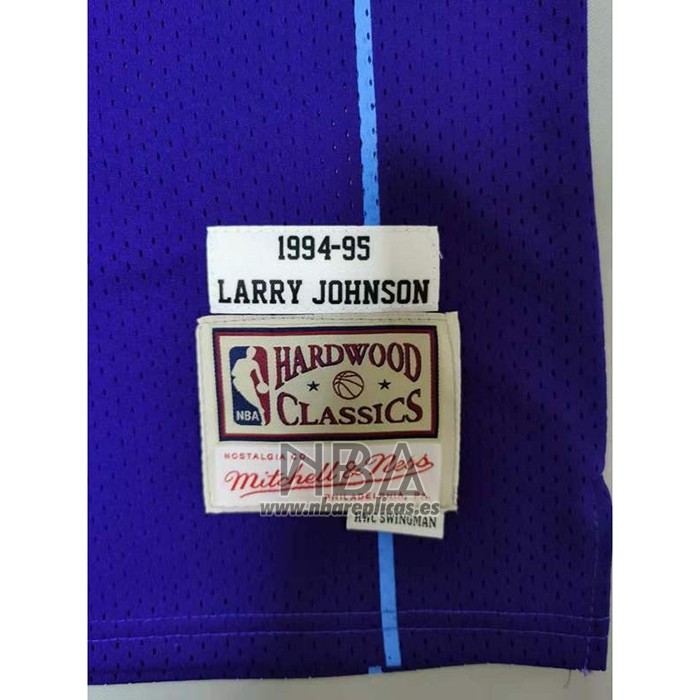 1994-95
LARRY JOHNSON
HARDWOOD
CLASSICS
NBA
NOSTALGIA CO.
Mitchell & Ness
NBA
PHILADELPHIA, PA.
www.nbareplicas.es
HWC SWINGMAN